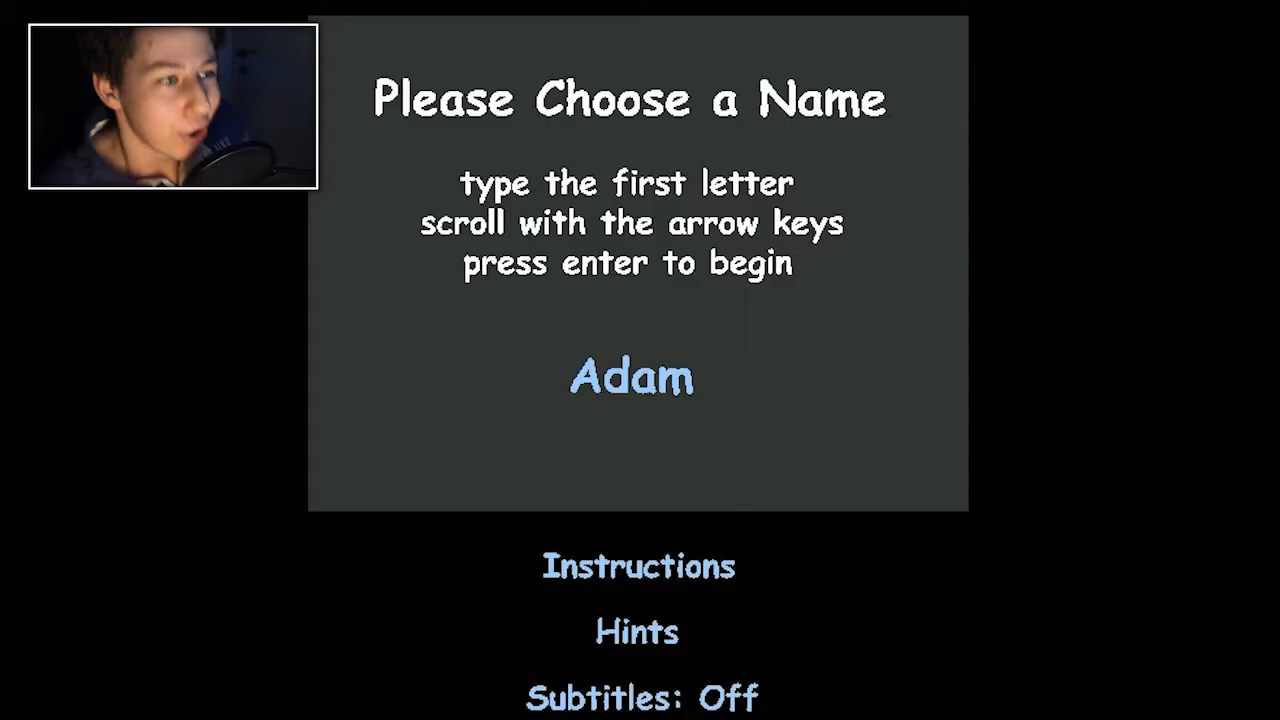 Please Choose a Name
type the first letter
scroll with the arrow keys
press enter to begin
Adam
Instructions
Hints
Subtitles: Off